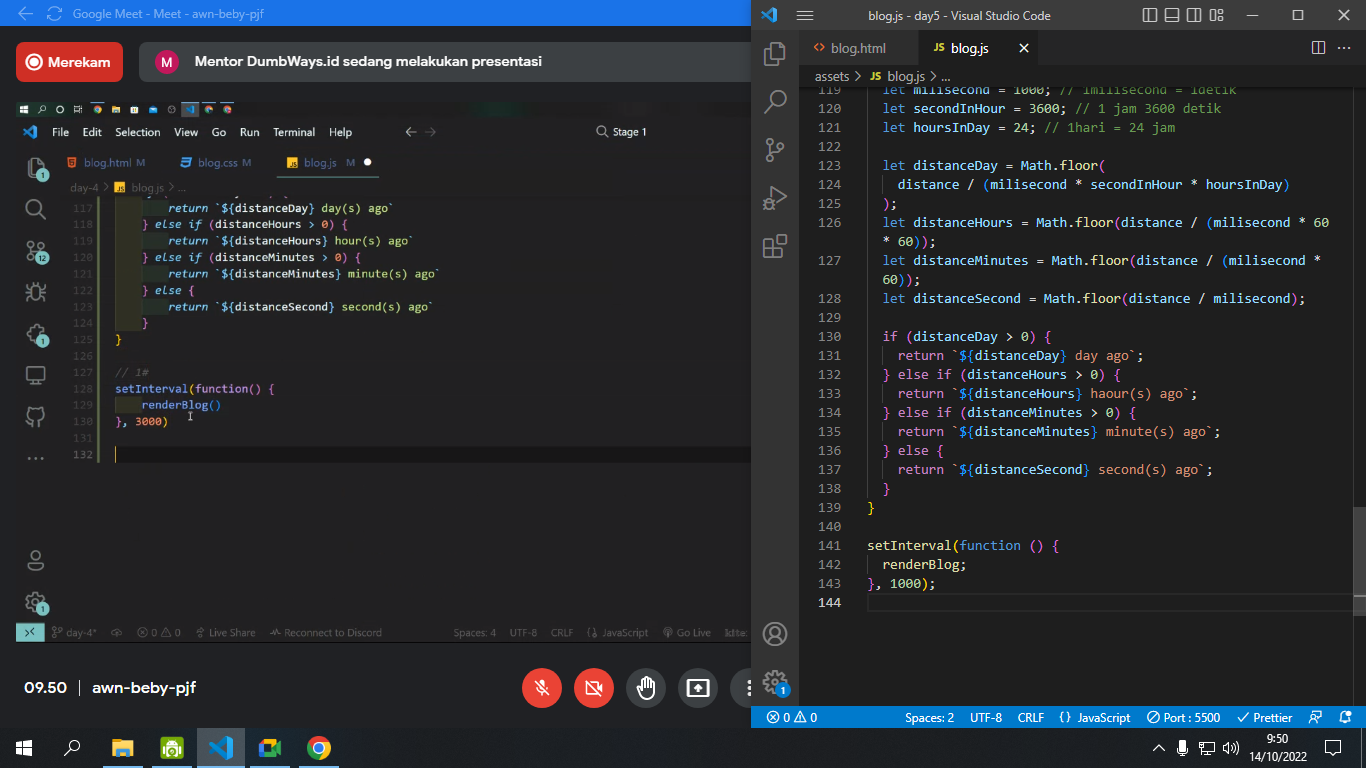 Google Meet - Meet - awn-beby-pjf
Merekam
M
Mentor DumbWays.id sedang melakukan presentasi
File Edit Selection View Go Run Terminal Help
Stage 1
blog.html M
blog.css M
blog.js M
day-4 > blog.js > ...
117 return `${distanceDay} day(s) ago`
118 } else if (distanceHours > 0) {
119 return `${distanceHours} hour(s) ago`
120 } else if (distanceMinutes > 0) {
121 return `${distanceMinutes} minute(s) ago`
122 } else {
123 return `${distanceSecond} second(s) ago`
124 }
125 }
126
127 // 1#
128 setInterval(function() {
129 renderBlog()
130 }, 3000)
131
132
1
12
1
1
day-4*
0 0
Live Share
Reconnect to Discord
Spaces: 4
UTF-8
CRLF
JavaScript
Go Live
09.50 | awn-beby-pjf
blog.js - day5 - Visual Studio Code
blog.html
JS blog.js
assets > JS blog.js > ...
119 let milisecond = 1000; // 1milisecond = 1detik
120 let secondInHour = 3600; // 1 jam 3600 detik
121 let hoursInDay = 24; // 1hari = 24 jam
122
123 let distanceDay = Math.floor(
124 distance / (milisecond * secondInHour * hoursInDay)
125 );
126 let distanceHours = Math.floor(distance / (milisecond * 60
* 60));
127 let distanceMinutes = Math.floor(distance / (milisecond *
60));
128 let distanceSecond = Math.floor(distance / milisecond);
129
130 if (distanceDay > 0) {
131 return `${distanceDay} day ago`;
132 } else if (distanceHours > 0) {
133 return `${distanceHours} haour(s) ago`;
134 } else if (distanceMinutes > 0) {
135 return `${distanceMinutes} minute(s) ago`;
136 } else {
137 return `${distanceSecond} second(s) ago`;
138 }
139 }
140
141 setInterval(function () {
142 renderBlog;
143 }, 1000);
144
1
0 0
Spaces: 2
UTF-8
CRLF
{} JavaScript
Port : 5500
Prettier
9:50
14/10/2022